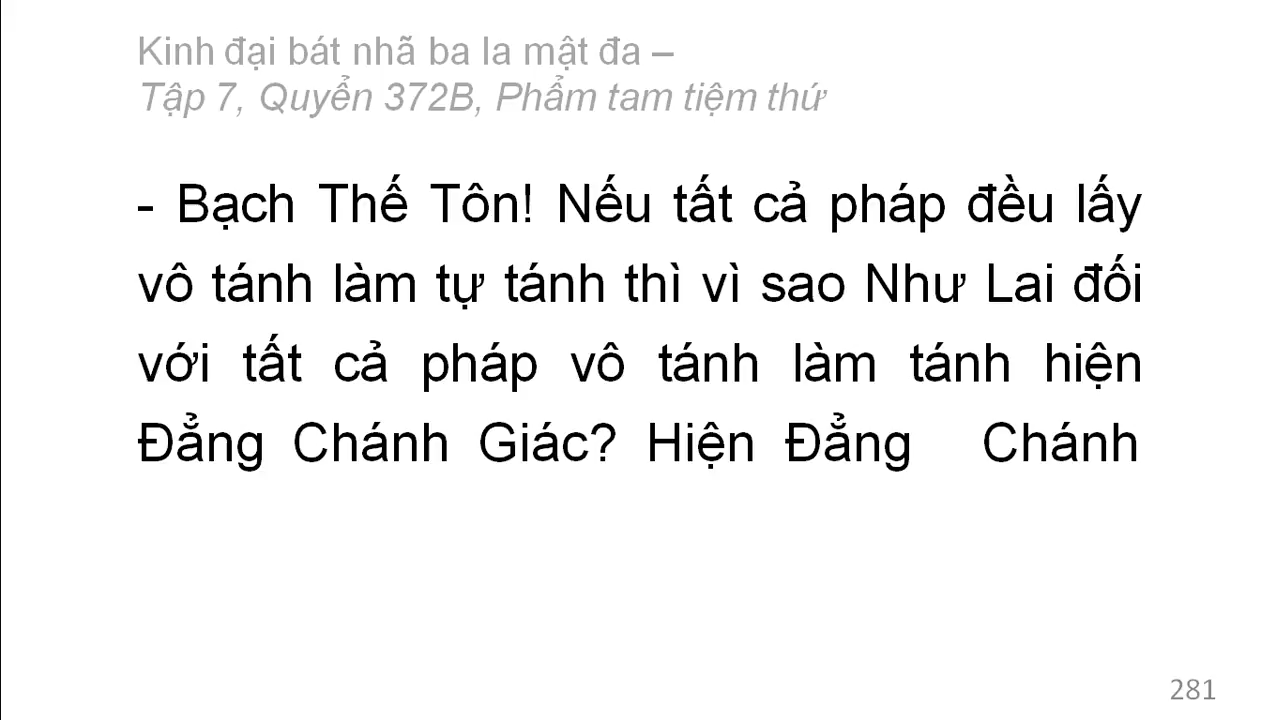 Kinh đại bát nhã ba la mật đa –
Tập 7, Quyển 372B, Phẩm tam tiệm thứ
- Bạch Thế Tôn! Nếu tất cả pháp đều lấy
vô tánh làm tự tánh thì vì sao Như Lai đối
với tất cả pháp vô tánh làm tánh hiện
Đẳng Chánh Giác? Hiện Đẳng Chánh
281